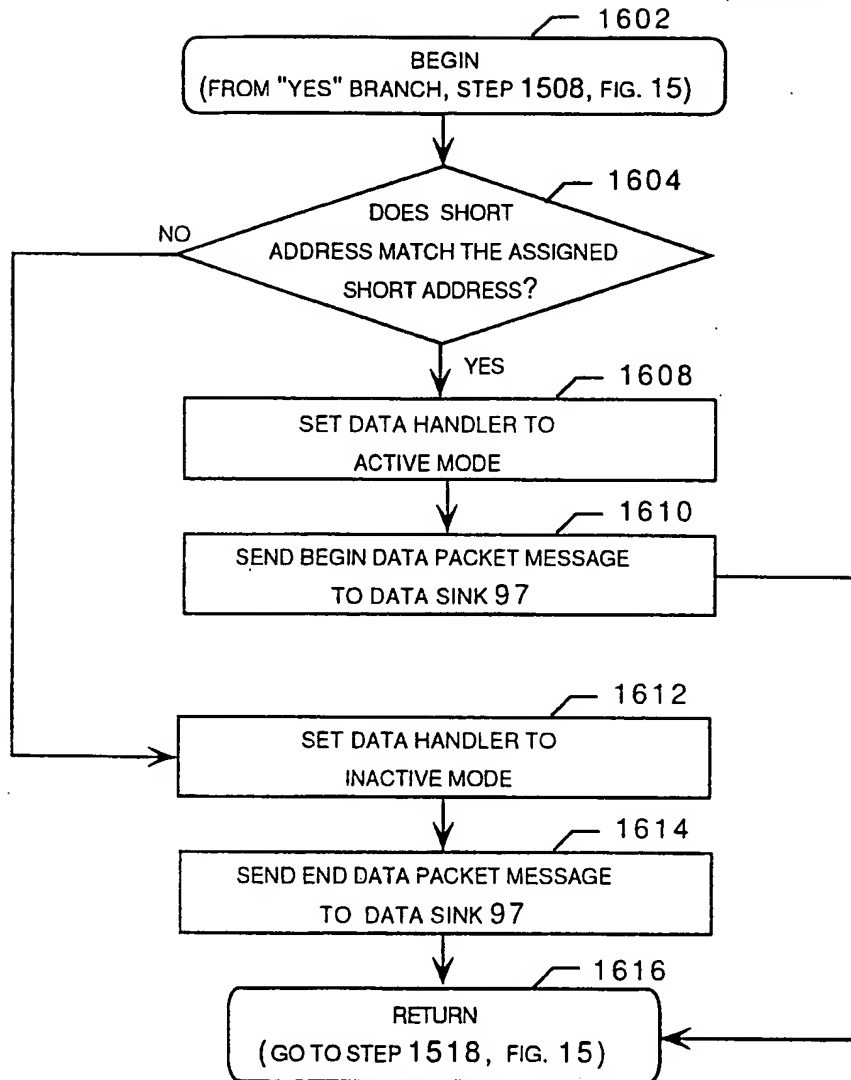 1602
BEGIN
(FROM "YES" BRANCH, STEP 1508, FIG. 15)
1604
DOES SHORT
ADDRESS MATCH THE ASSIGNED
SHORT ADDRESS?
NO
YES
1608
SET DATA HANDLER TO
ACTIVE MODE
1610
SEND BEGIN DATA PACKET MESSAGE
TO DATA SINK 97
1612
SET DATA HANDLER TO
INACTIVE MODE
1614
SEND END DATA PACKET MESSAGE
TO DATA SINK 97
1616
RETURN
(GO TO STEP 1518, FIG. 15)